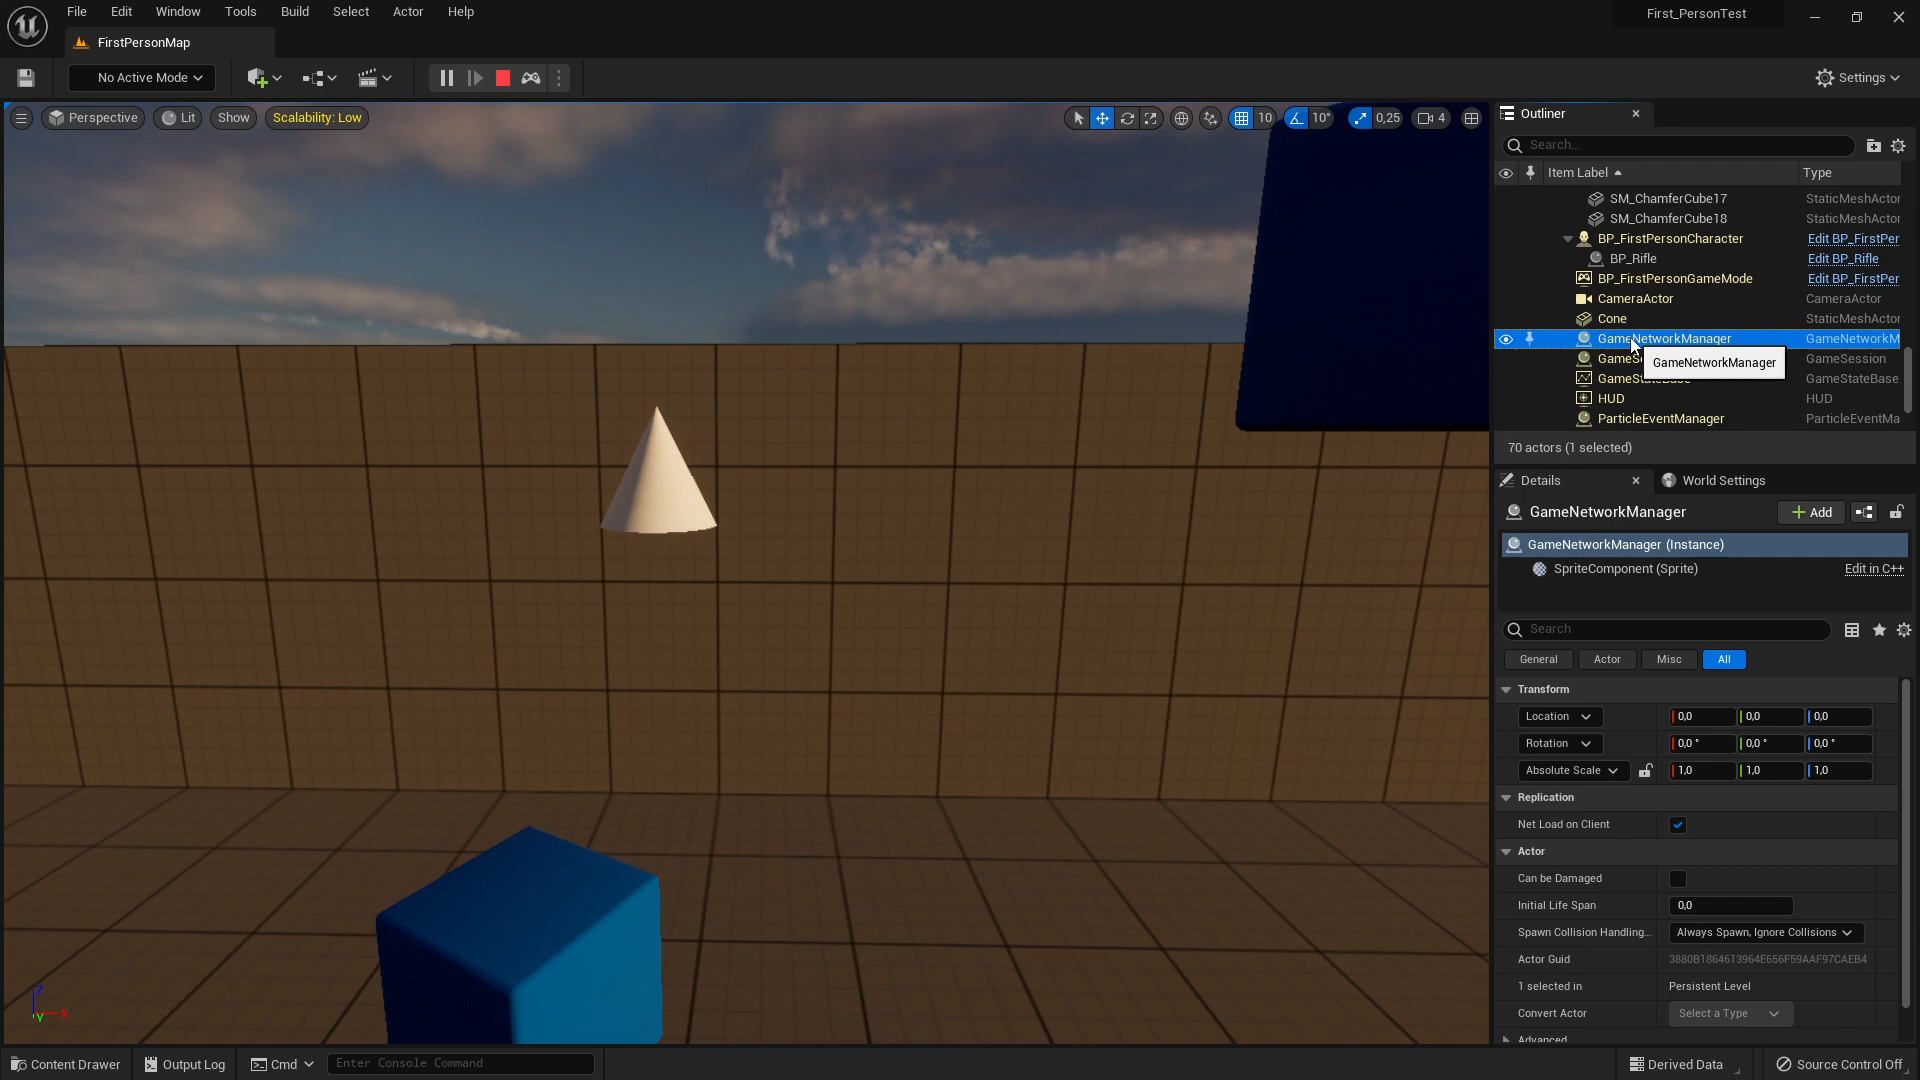 File Edit Window Tools Build Select Actor Help
First_PersonTest
FirstPersonMap
No Active Mode
Settings
Perspective Lit Show Scalability: Low
10 10° 0,25 4
Outliner
Search...
Item Label Type
SM_ChamferCube17 StaticMeshActor
SM_ChamferCube18 StaticMeshActor
BP_FirstPersonCharacter Edit BP_FirstPer
BP_Rifle Edit BP_Rifle
BP_FirstPersonGameMode Edit BP_FirstPer
CameraActor CameraActor
Cone StaticMeshActor
GameNetworkManager GameNetworkM
GameSession
GameNetworkManager
GameStateBase GameStateBase
HUD HUD
ParticleEventManager ParticleEventMa
70 actors (1 selected)
Details World Settings
GameNetworkManager Add
GameNetworkManager (Instance)
SpriteComponent (Sprite) Edit in C++
Search
General Actor Misc All
Transform
Location 0,0 0,0 0,0
Rotation 0,0 ° 0,0 ° 0,0 °
Absolute Scale 1,0 1,0 1,0
Replication
Net Load on Client
Actor
Can be Damaged
Initial Life Span 0,0
Spawn Collision Handling... Always Spawn, Ignore Collisions
Actor Guid 3880B1864613964E656F59AAF97CAEB4
1 selected in Persistent Level
Convert Actor Select a Type
Advanced
Z
X
Y
Content Drawer Output Log Cmd Enter Console Command Derived Data Source Control Off